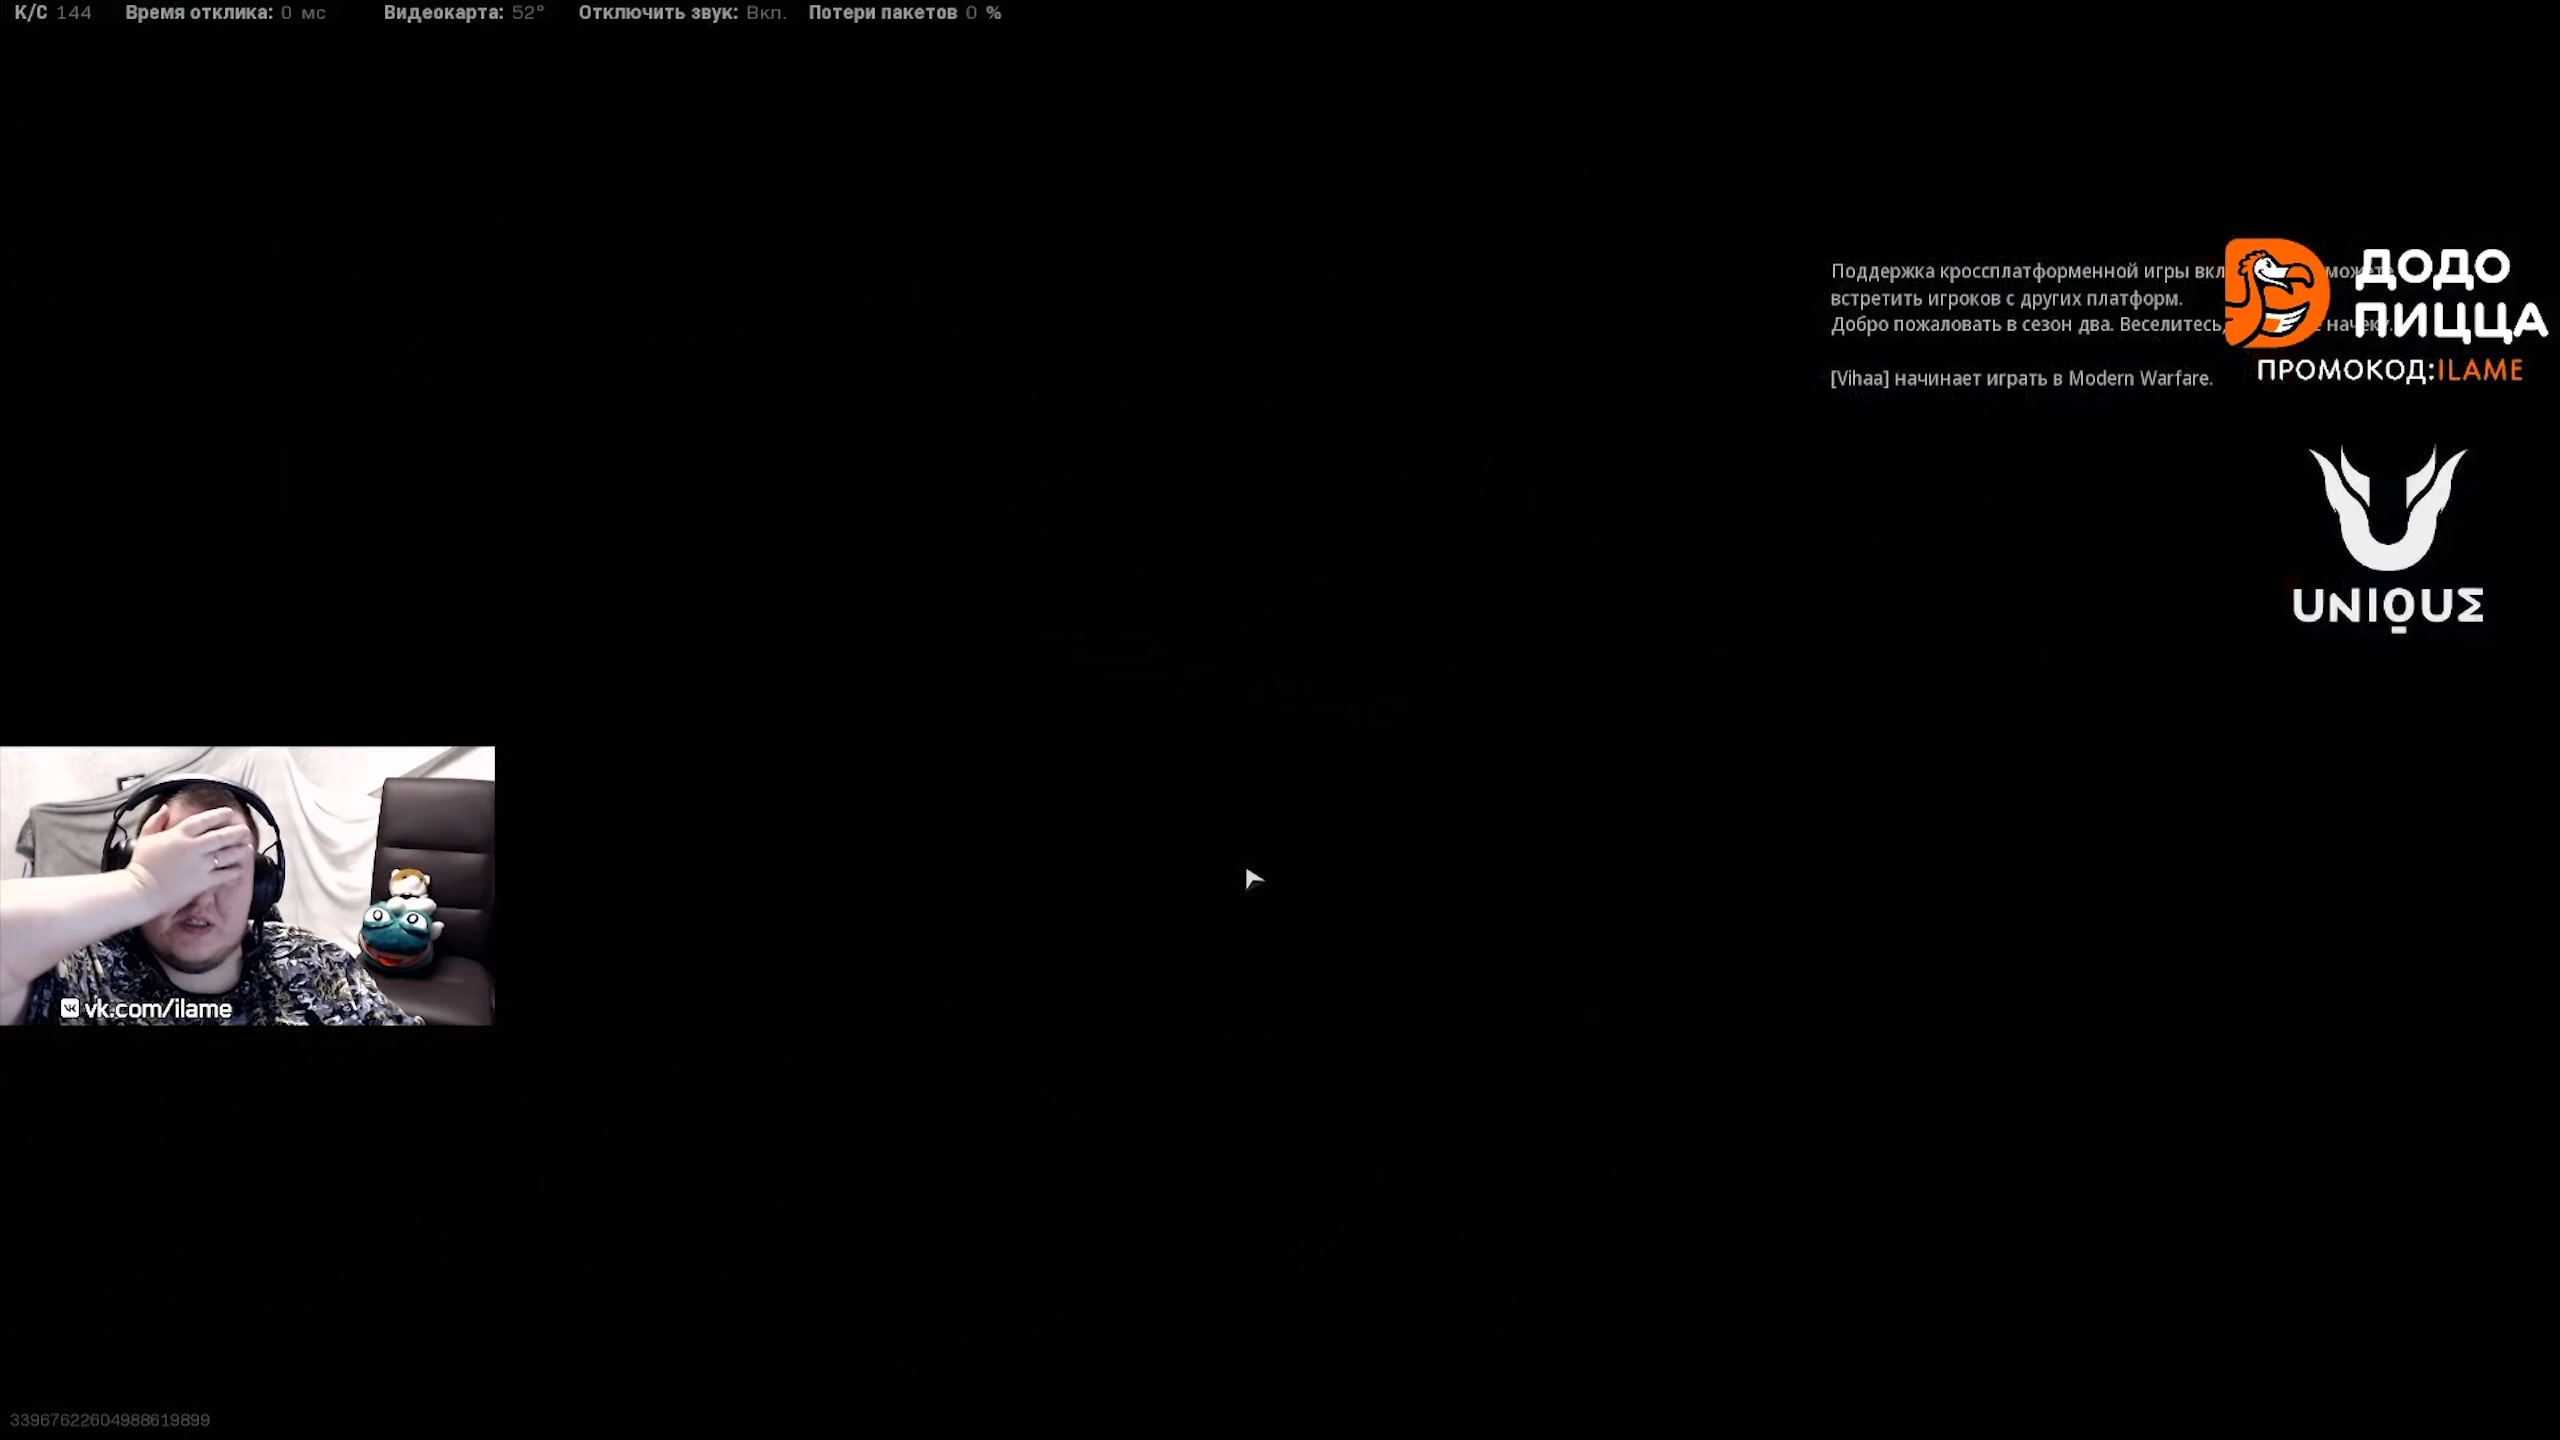 К/С 144 Время отклика: 0 мс Видеокарта: 52° Отключить звук: Вкл. Потери пакетов 0 %
Поддержка кроссплатформенной игры вкл
встретить игроков с других платформ.
Добро пожаловать в сезон два. Веселитесь,
[Vihaa] начинает играть в Modern Warfare.
ДОДО
ПИЦЦА
ПРОМОКОД:ILAME
UNIQUE
vk.com/ilame
33967622604988619899